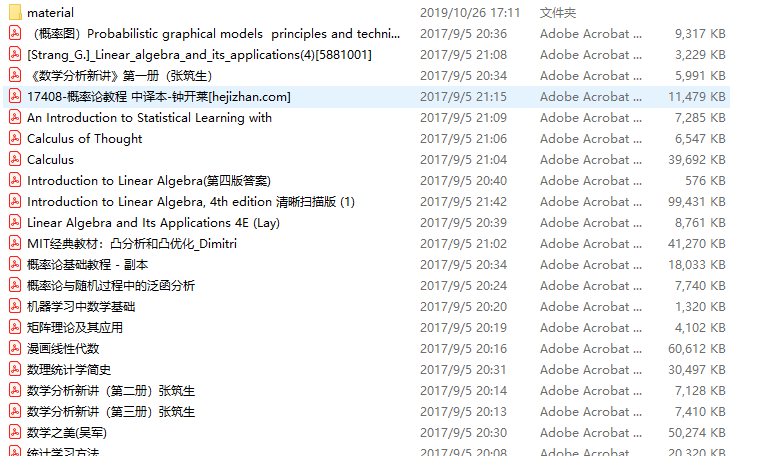 material 2019/10/26 17:11 文件夹
（概率图）Probabilistic graphical models principles and techni... 2017/9/5 20:36 Adobe Acrobat ... 9,317 KB
[Strang_G.]_Linear_algebra_and_its_applications(4)[5881001] 2017/9/5 21:08 Adobe Acrobat ... 3,229 KB
《数学分析新讲》第一册（张筑生） 2017/9/5 20:34 Adobe Acrobat ... 5,991 KB
17408-概率论教程 中译本-钟开莱[hejizhan.com] 2017/9/5 21:15 Adobe Acrobat ... 11,479 KB
An Introduction to Statistical Learning with 2017/9/5 21:09 Adobe Acrobat ... 7,285 KB
Calculus of Thought 2017/9/5 21:06 Adobe Acrobat ... 6,547 KB
Calculus 2017/9/5 21:04 Adobe Acrobat ... 39,692 KB
Introduction to Linear Algebra(第四版答案) 2017/9/5 20:40 Adobe Acrobat ... 576 KB
Introduction to Linear Algebra, 4th edition 清晰扫描版 (1) 2017/9/5 21:42 Adobe Acrobat ... 99,431 KB
Linear Algebra and Its Applications 4E (Lay) 2017/9/5 20:39 Adobe Acrobat ... 8,761 KB
MIT经典教材：凸分析和凸优化_Dimitri 2017/9/5 21:02 Adobe Acrobat ... 41,270 KB
概率论基础教程 - 副本 2017/9/5 20:34 Adobe Acrobat ... 18,033 KB
概率论与随机过程中的泛函分析 2017/9/5 20:24 Adobe Acrobat ... 7,740 KB
机器学习中数学基础 2017/9/5 20:20 Adobe Acrobat ... 1,320 KB
矩阵理论及其应用 2017/9/5 20:19 Adobe Acrobat ... 4,102 KB
漫画线性代数 2017/9/5 20:16 Adobe Acrobat ... 60,612 KB
数理统计学简史 2017/9/5 20:31 Adobe Acrobat ... 30,497 KB
数学分析新讲（第二册）张筑生 2017/9/5 20:14 Adobe Acrobat ... 7,128 KB
数学分析新讲（第三册）张筑生 2017/9/5 20:13 Adobe Acrobat ... 7,410 KB
数学之美(吴军) 2017/9/5 20:30 Adobe Acrobat ... 50,274 KB
统计学习方法 2017/9/5 20:08 Adobe Acrobat ... 20,320 KB